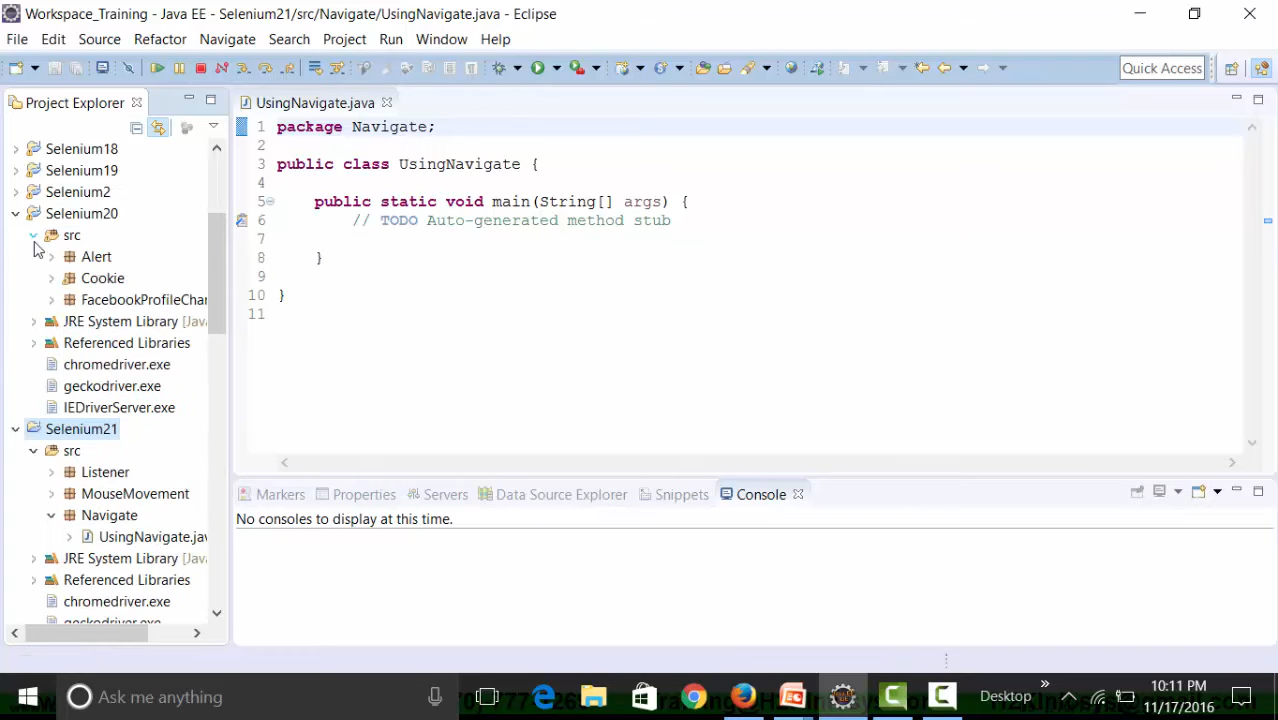 Workspace_Training - Java EE - Selenium21/src/Navigate/UsingNavigate.java - Eclipse
File Edit Source Refactor Navigate Search Project Run Window Help
Quick Access
Project Explorer
UsingNavigate.java
Selenium18
Selenium19
Selenium2
Selenium20
src
Alert
Cookie
FacebookProfileChar
JRE System Library [Java
Referenced Libraries
chromedriver.exe
geckodriver.exe
IEDriverServer.exe
Selenium21
src
Listener
MouseMovement
Navigate
UsingNavigate.jav
JRE System Library [Java
Referenced Libraries
chromedriver.exe
geckodriver.exe
1 package Navigate;
2
3 public class UsingNavigate {
4
5 public static void main(String[] args) {
6 // TODO Auto-generated method stub
7
8 }
9
10 }
11
Markers Properties Servers Data Source Explorer Snippets Console
No consoles to display at this time.
Ask me anything
Desktop
10:11 PM
11/17/2016